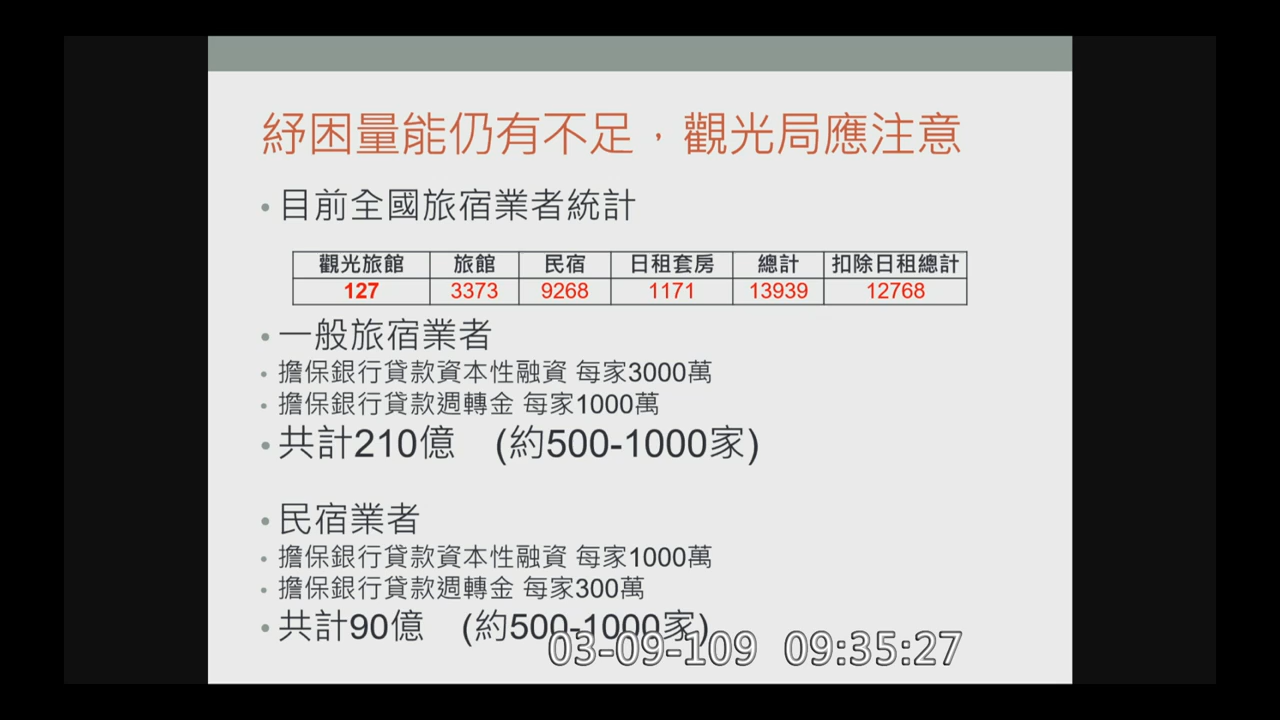 紓困量能仍有不足，觀光局應注意
• 目前全國旅宿業者統計
觀光旅館 旅館 民宿 日租套房 總計 扣除日租總計
127 3373 9268 1171 13939 12768
• 一般旅宿業者
• 擔保銀行貸款資本性融資 每家3000萬
• 擔保銀行貸款週轉金 每家1000萬
• 共計210億 (約500-1000家)
• 民宿業者
• 擔保銀行貸款資本性融資 每家1000萬
• 擔保銀行貸款週轉金 每家300萬
• 共計90億 (約500-1000家)
03-09-109 09:35:27